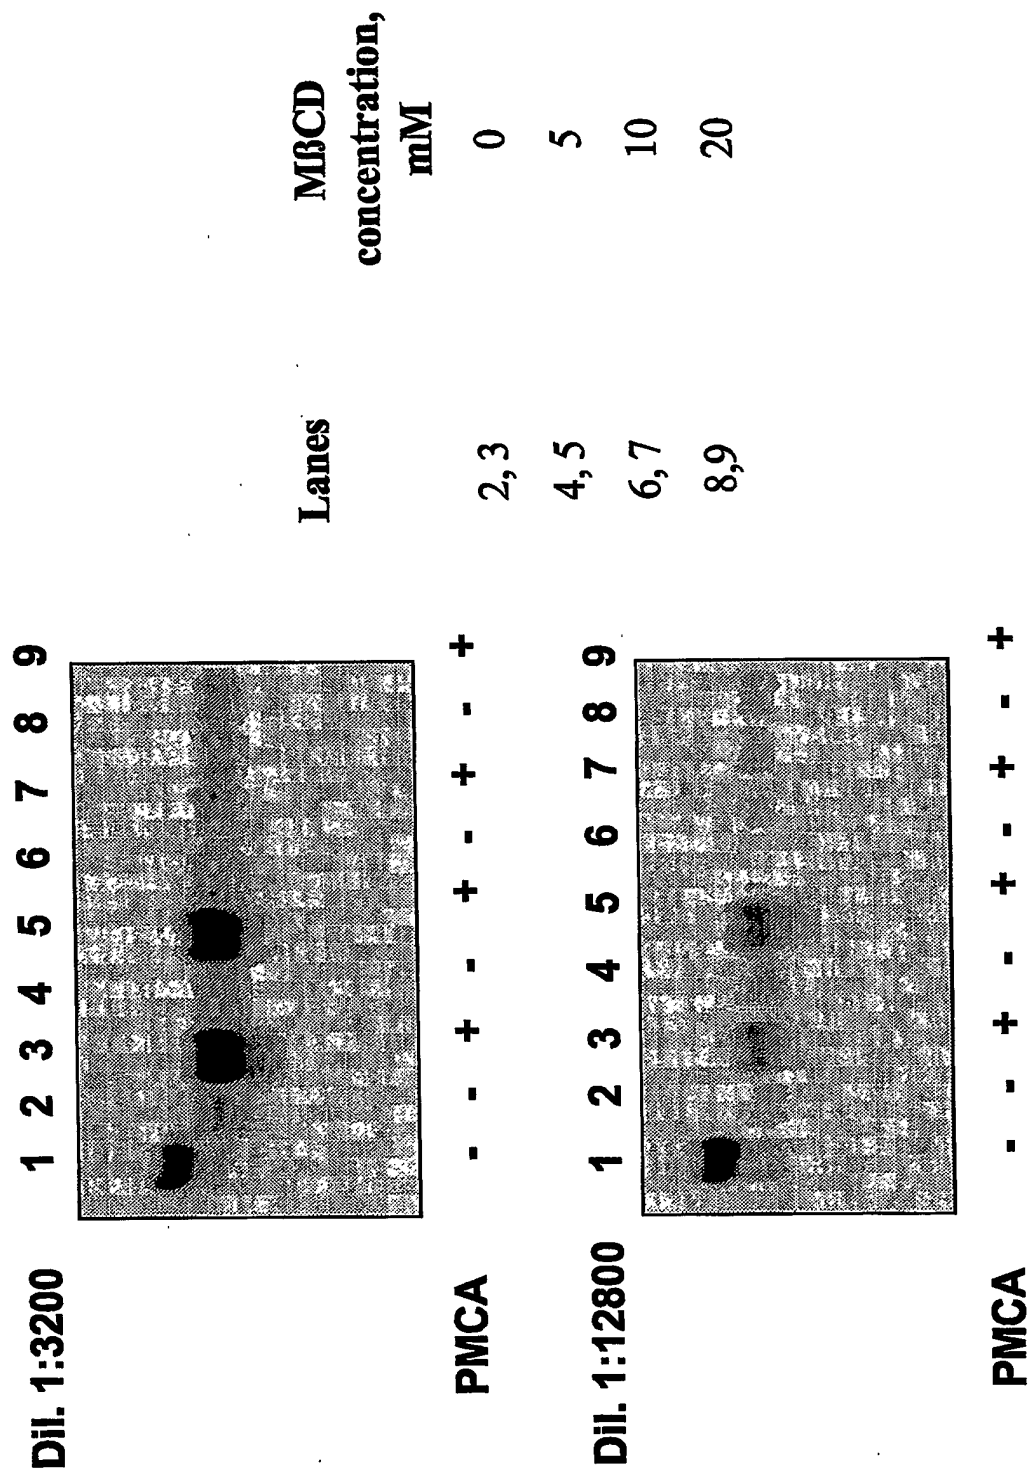 Dil. 1:3200
1 2 3 4 5 6 7 8 9
PMCA - - + - + - + - +
Dil. 1:12800
1 2 3 4 5 6 7 8 9
PMCA - - + - + - + - +
Lanes
MßCD
concentration,
mM
2, 3 0
4, 5 5
6, 7 10
8,9 20